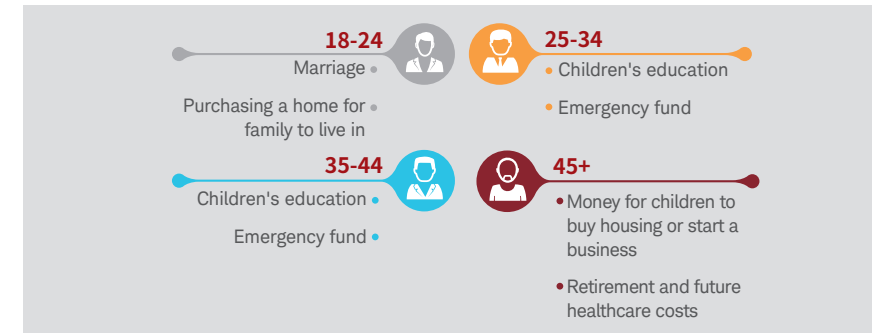 18-24
Marriage
Purchasing a home for
family to live in
25-34
Children's education
Emergency fund
35-44
Children's education
Emergency fund
45+
Money for children to
buy housing or start a
business
Retirement and future
healthcare costs